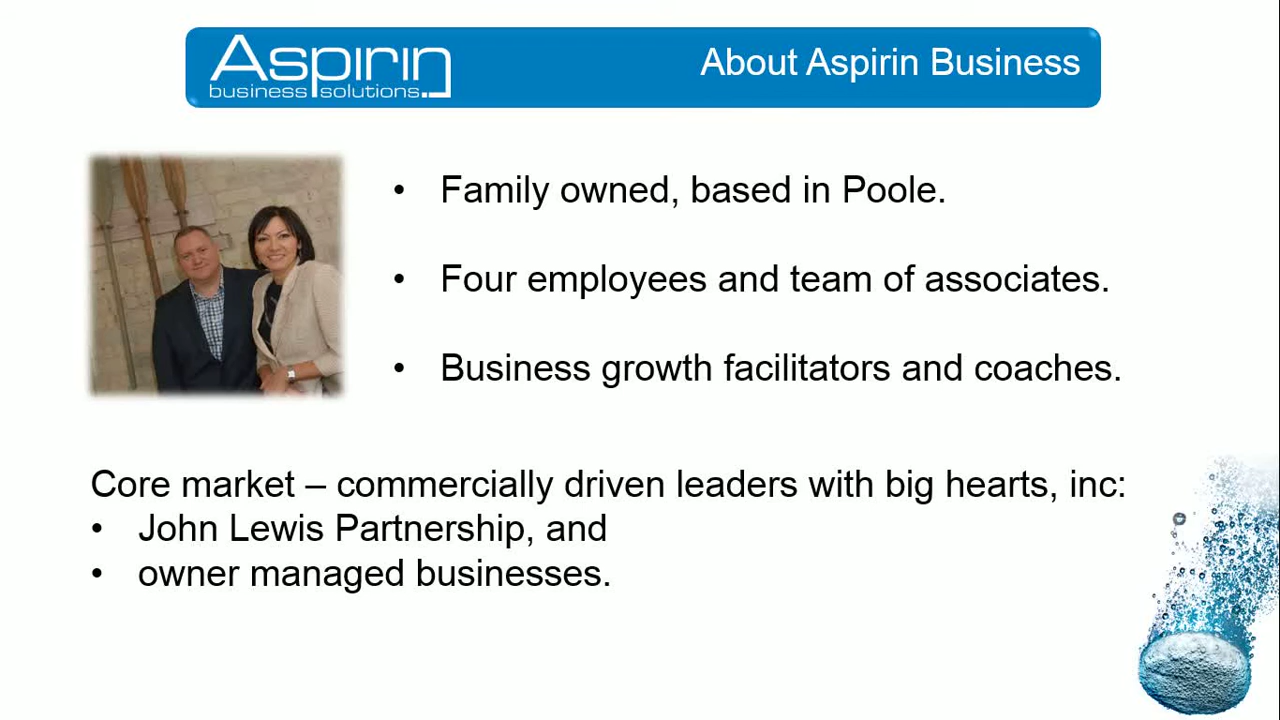 Aspirin
business solutions.
About Aspirin Business
• Family owned, based in Poole.
• Four employees and team of associates.
• Business growth facilitators and coaches.
Core market – commercially driven leaders with big hearts, inc:
• John Lewis Partnership, and
• owner managed businesses.